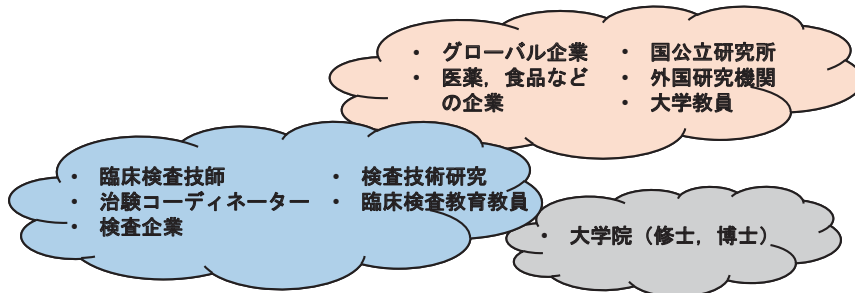 ・ グローバル企業
・ 医薬，食品など
の企業
・ 国公立研究所
・ 外国研究機関
・ 大学教員
・ 臨床検査技師
・ 治験コーディネーター
・ 検査企業
・ 検査技術研究
・ 臨床検査教育教員
・ 大学院（修士，博士）